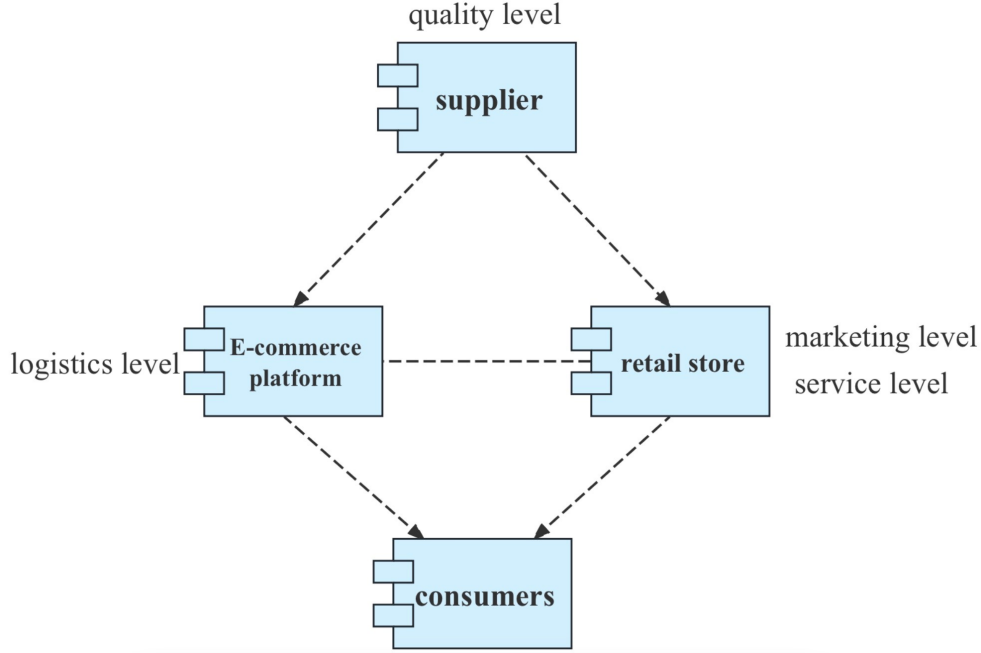 quality level
supplier
E-commerce
platform
logistics level
retail store
marketing level
service level
consumers